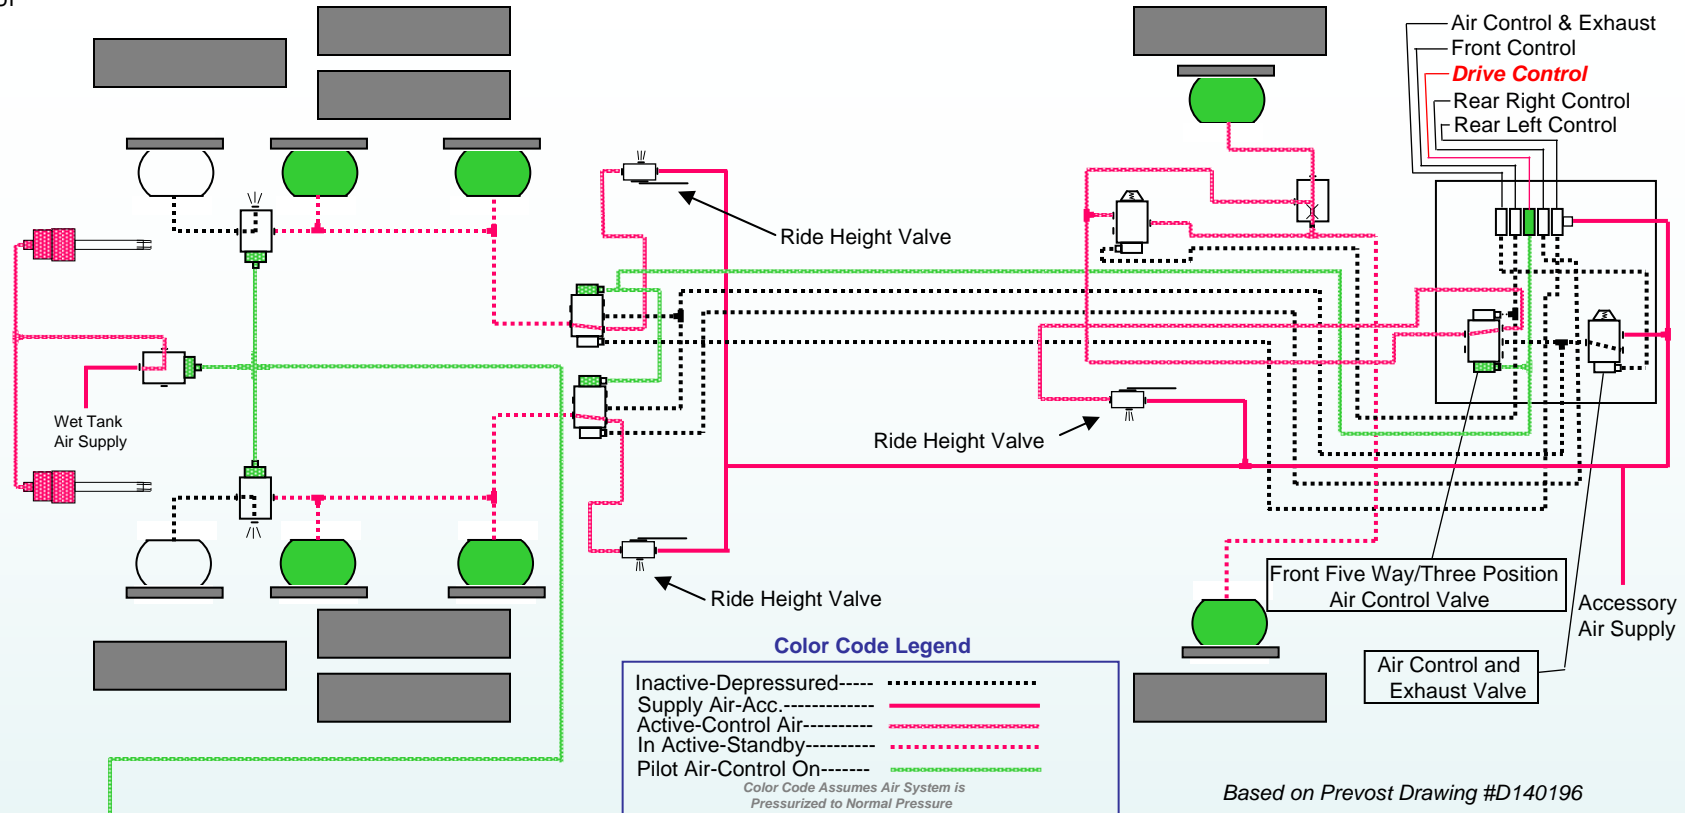 Air Control & Exhaust
Front Control
Drive Control
Rear Right Control
Rear Left Control
Ride Height Valve
Wet Tank
Air Supply
Ride Height Valve
Ride Height Valve
Front Five Way/Three Position
Air Control Valve
Accessory
Air Supply
Air Control and
Exhaust Valve
Color Code Legend
Inactive-Depressured-----
Supply Air-Acc.-------------
Active-Control Air----------
In Active-Standby----------
Pilot Air-Control On-------
Color Code Assumes Air System is
Pressurized to Normal Pressure
Based on Prevost Drawing #D140196